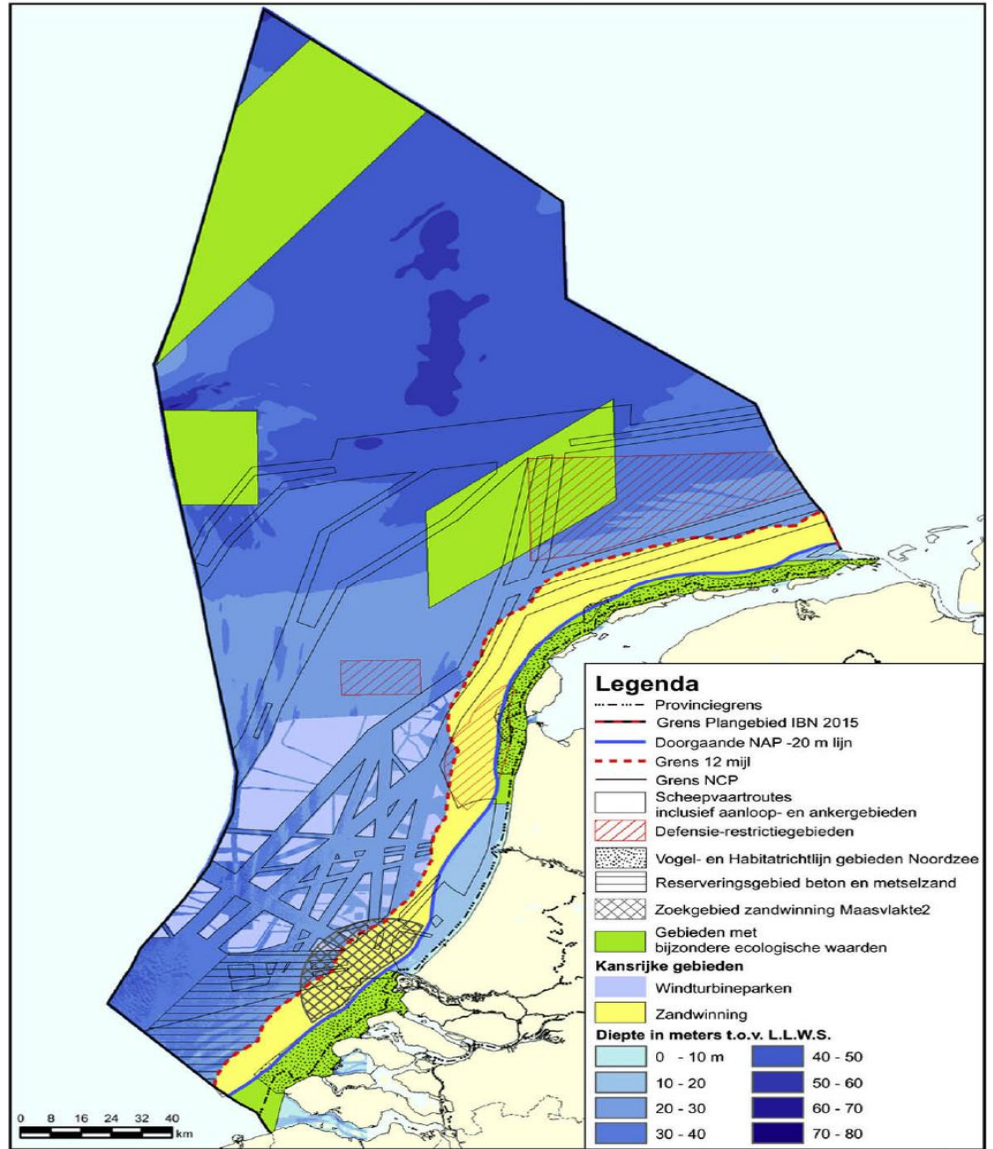 Legenda
Provinciegrens
Grens Plangebied IBN 2015
Doorgaande NAP -20 m lijn
Grens 12 mijl
Grens NCP
Scheepvaartroutes
inclusief aanloop- en ankergebieden
Defensie-restrictiegebieden
Vogel- en Habitatrichtlijn gebieden Noordzee
Reserveringsgebied beton en metselzand
Zoekgebied zandwinning Maasvlakte2
Gebieden met
bijzondere ecologische waarden
Kansrijke gebieden
Windturbineparken
Zandwinning
Diepte in meters t.o.v. L.L.W.S.
0 - 10 m
10 - 20
20 - 30
30 - 40
40 - 50
50 - 60
60 - 70
70 - 80
0 8 16 24 32 40
km